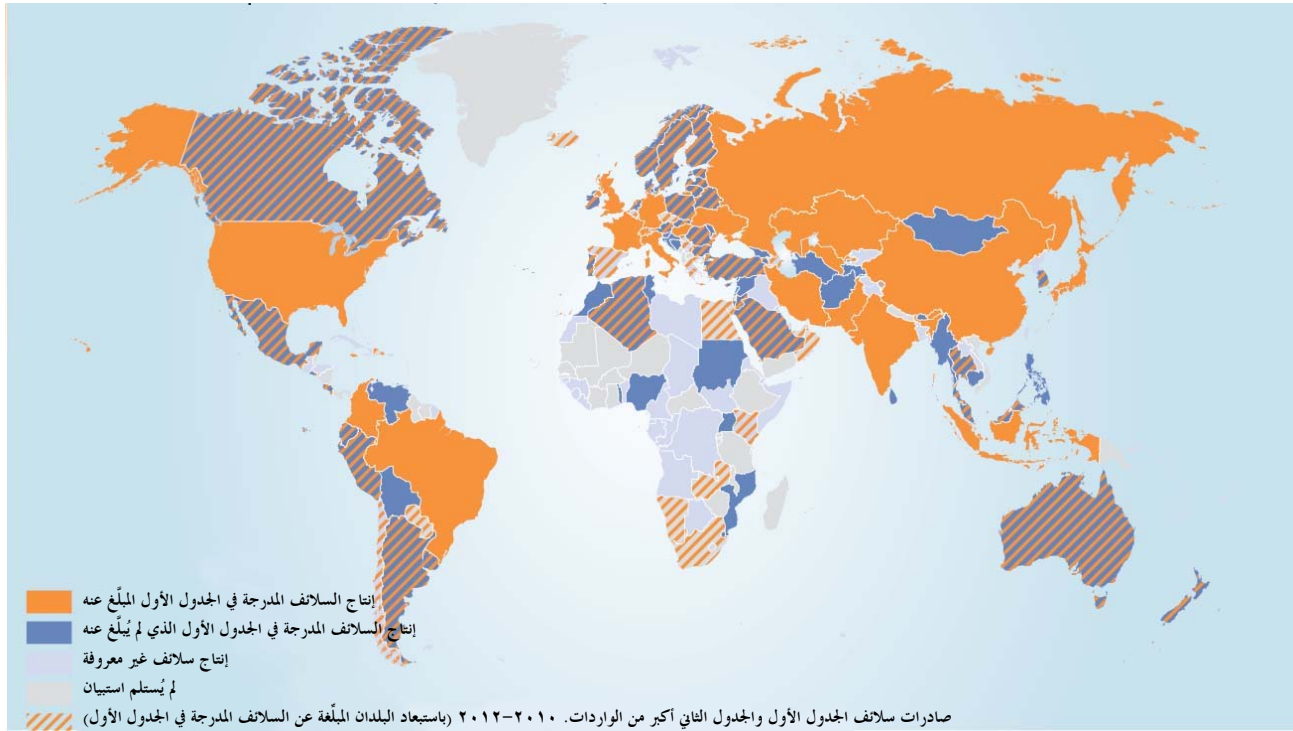 إنتاج السلائف المدرجة في الجدول الأول المبلَّغ عنه
إنتاج السلائف المدرجة في الجدول الأول الذي لم يُبلَّغ عنه
إنتاج سلائف غير معروفة
لم يُستلم استبيان
صادرات سلائف الجدول الأول والجدول الثاني أكبر من الواردات. ٢٠١٠-٢٠١٢ (باستبعاد البلدان المبلَّغة عن السلائف المدرجة في الجدول الأول)